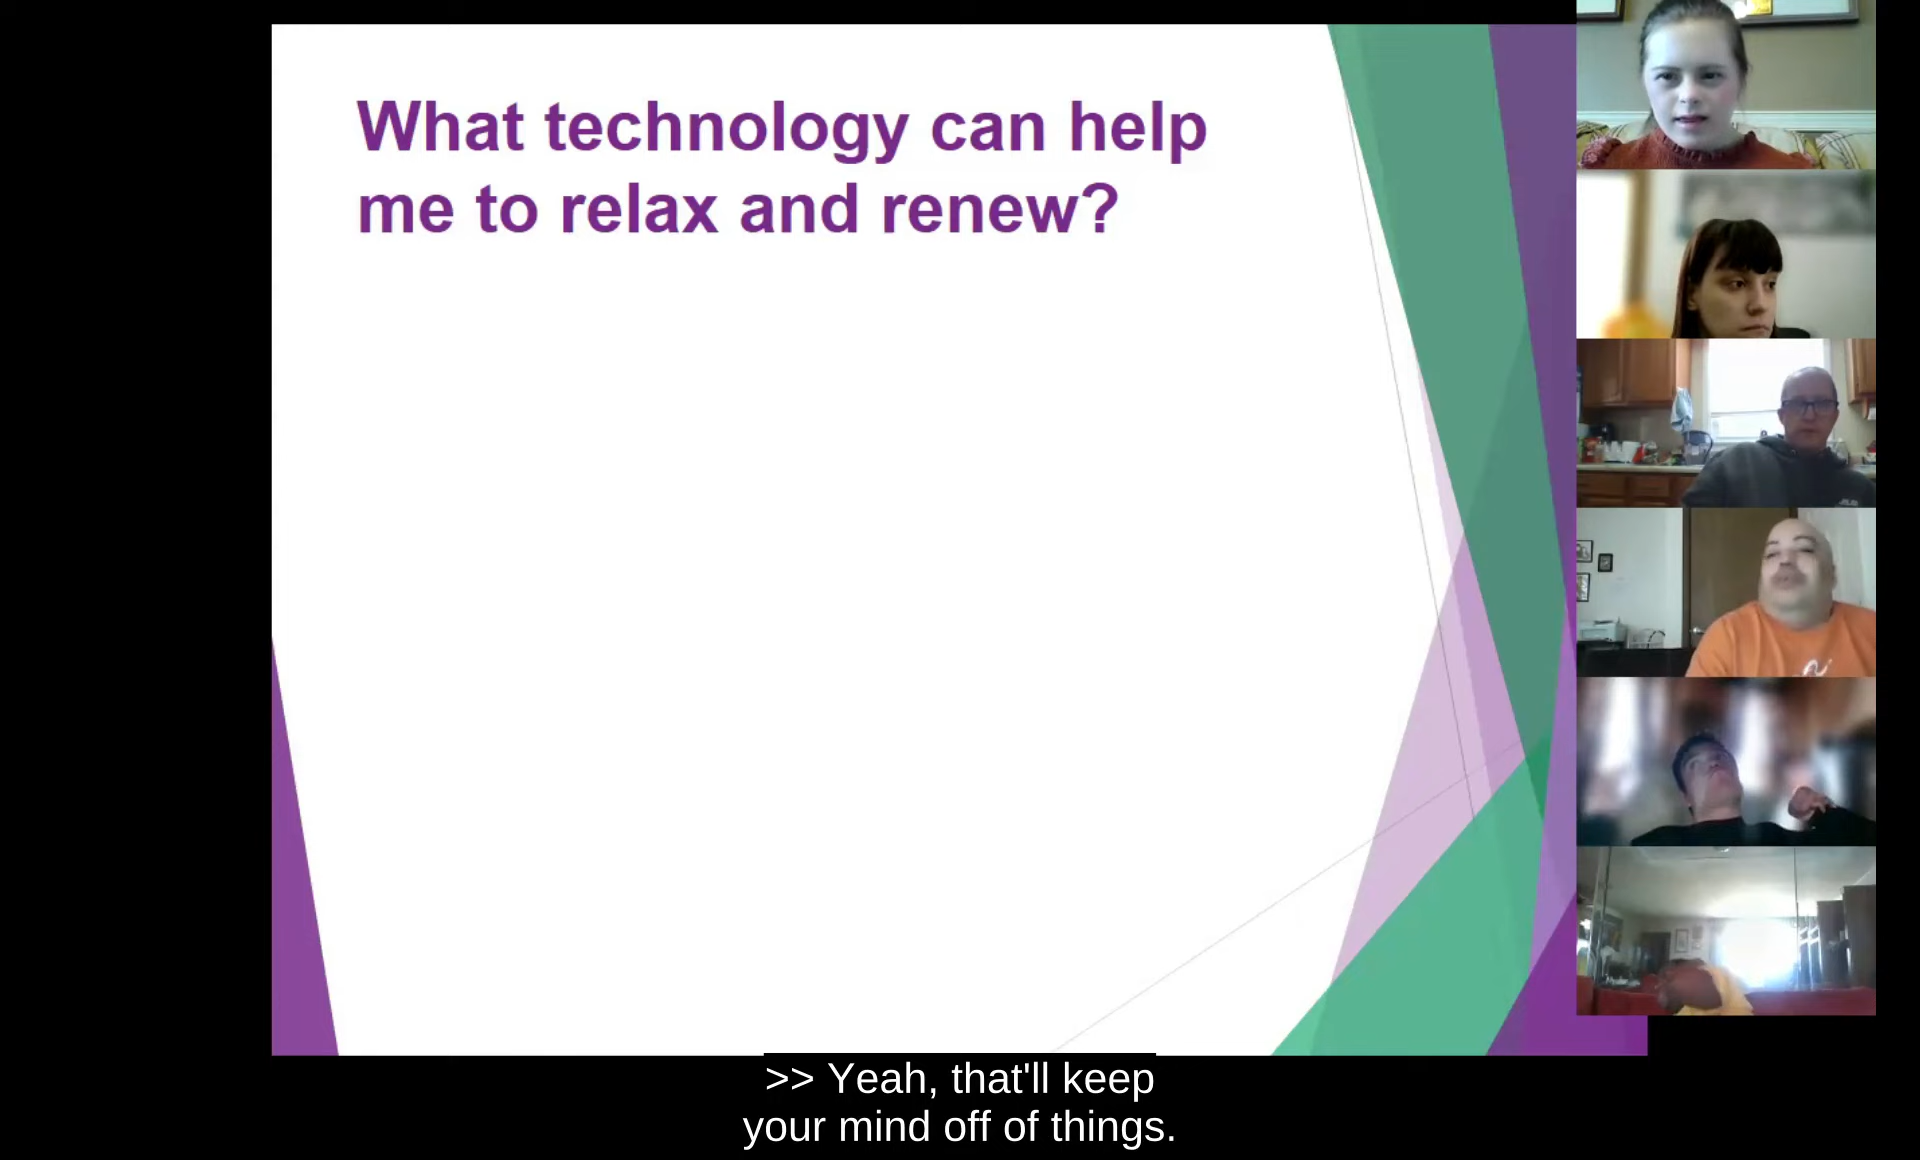 What technology can help
me to relax and renew?
>> Yeah, that'll keep
your mind off of things.